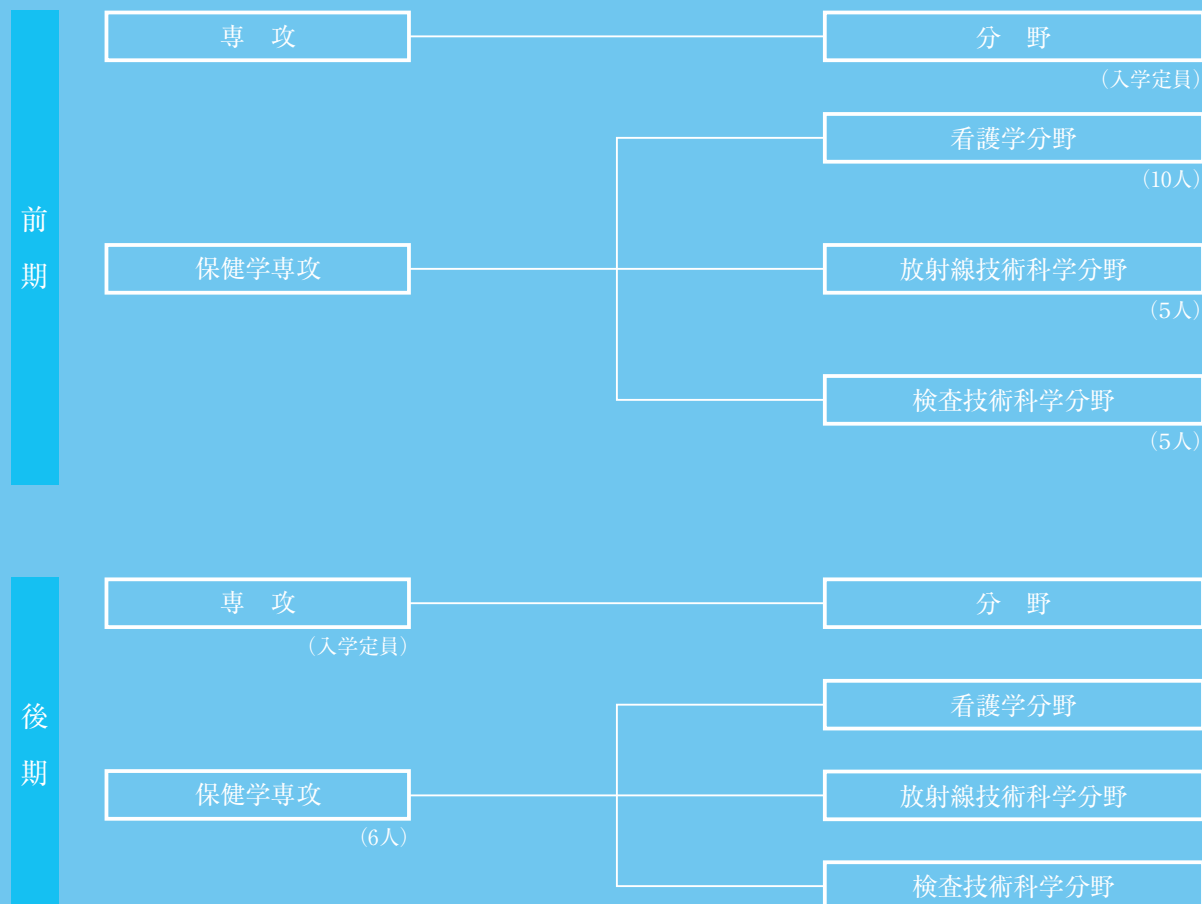 前期
専　攻
分　野
（入学定員）
看護学分野
（10人）
保健学専攻
放射線技術科学分野
（5人）
検査技術科学分野
（5人）
後期
専　攻
（入学定員）
分　野
看護学分野
保健学専攻
（6人）
放射線技術科学分野
検査技術科学分野